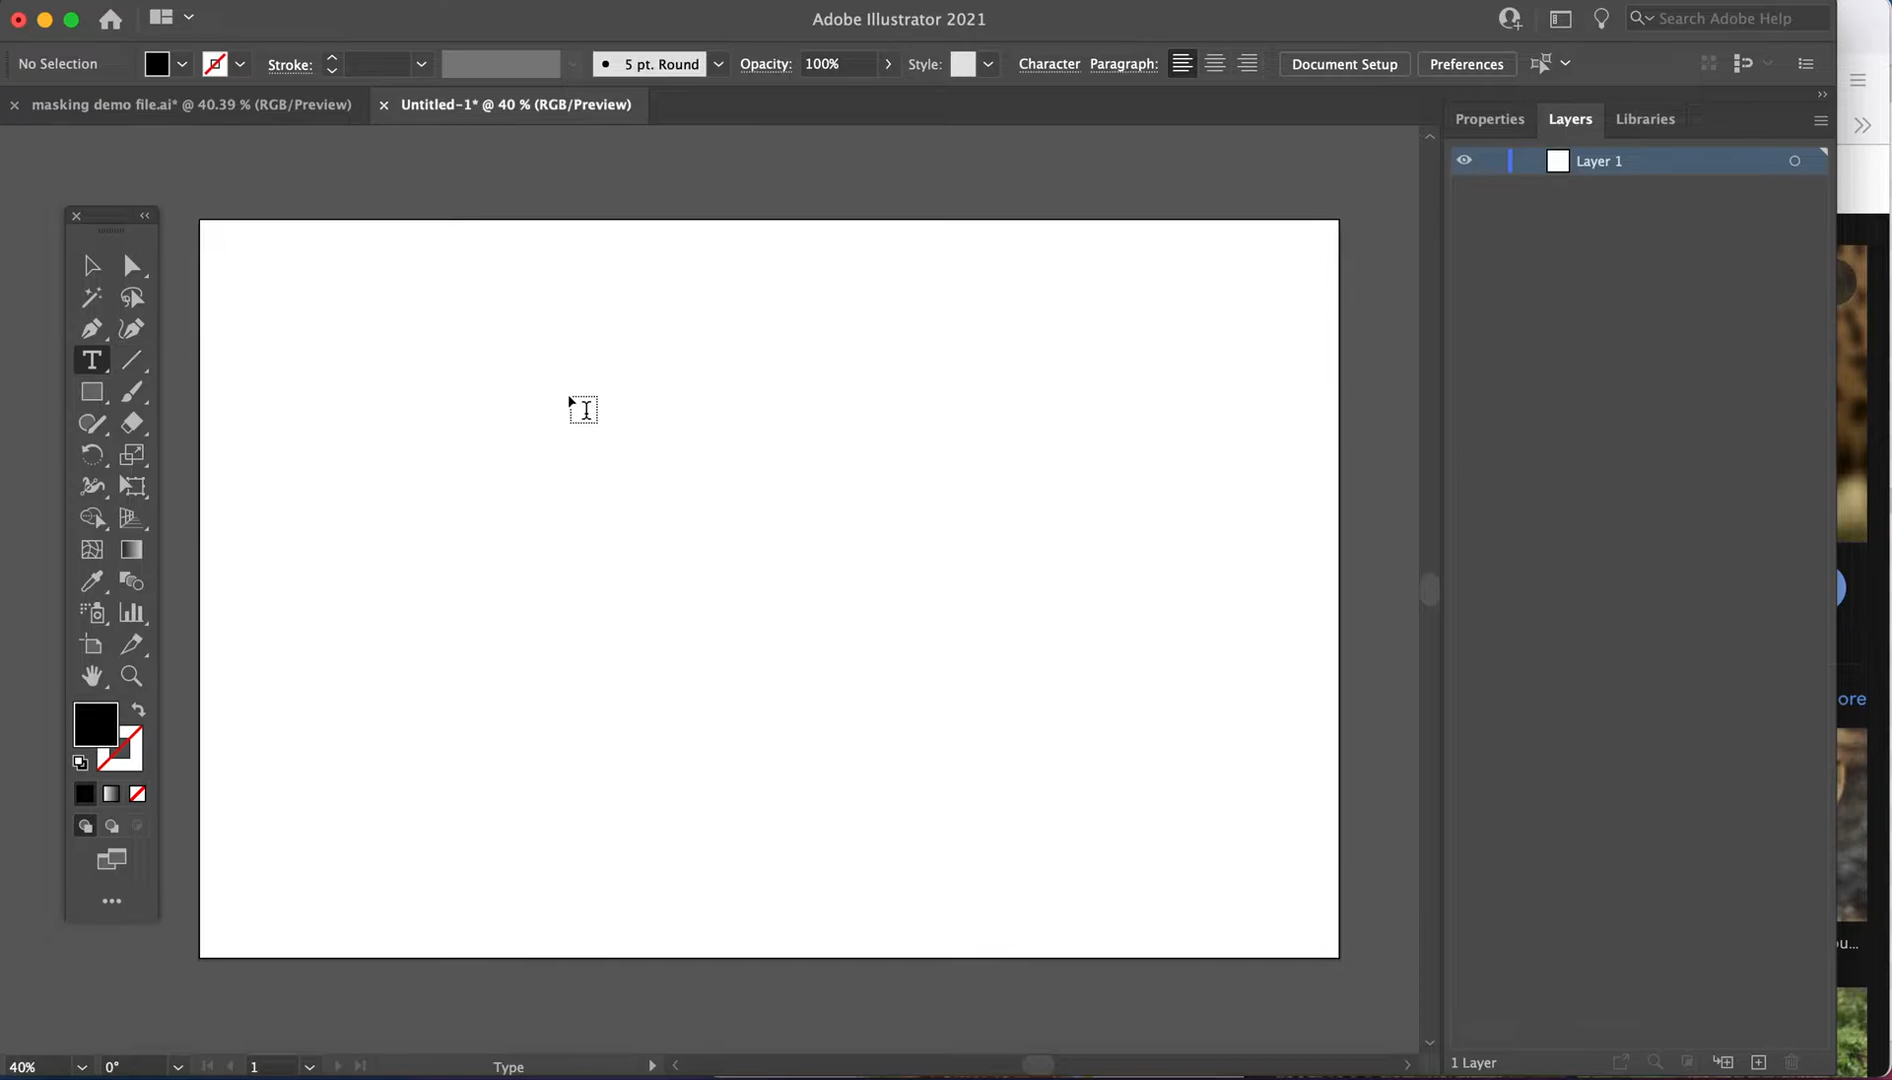 Adobe Illustrator 2021
Search Adobe Help
No Selection
Stroke:
5 pt. Round
Opacity:
100%
Style:
Character
Paragraph:
Document Setup
Preferences
masking demo file.ai* @ 40.39 % (RGB/Preview)
Untitled-1* @ 40 % (RGB/Preview)
Properties
Layers
Libraries
Layer 1
ore
u...
40%
0°
1
Type
1 Layer